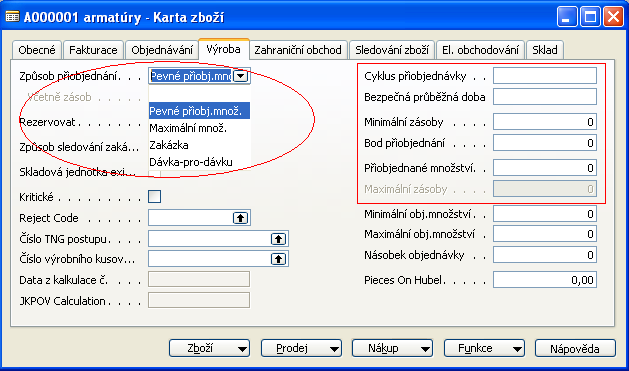 A000001 armatúry - Karta zboží
Obecné Fakturace Objednávání Výroba Zahraniční obchod Sledování zboží El. obchodování Sklad
Způsob přiobjednání. . . . Pevné přiobj.mno
Včetně zásob
Rezervovat . . . . . .
Způsob sledování zaká...
Skladová jednotka exi...
Kritické . . . . . . . . .
Reject Code . . . . . . .
Číslo TNG postupu . . .
Číslo výrobního kusov...
Data z kalkulace č. . . . .
JKPOV Calculation. . . . .
Pevné přiobj.množ.
Maximální množ.
Zakázka
Dávka-pro-dávku
Cyklus přiobjednávky . .
Bezpečná průběžná doba
Minimální zásoby . . . . 0
Bod přiobjednání . . . . 0
Přiobjednané množství. . 0
Maximální zásoby . . . . 0
Minimální obj.množství . . 0
Maximální obj.množství . 0
Násobek objednávky . . 0
Pieces On Hubel . . . . . 0,00
Zboží Prodej Nákup Funkce Nápověda